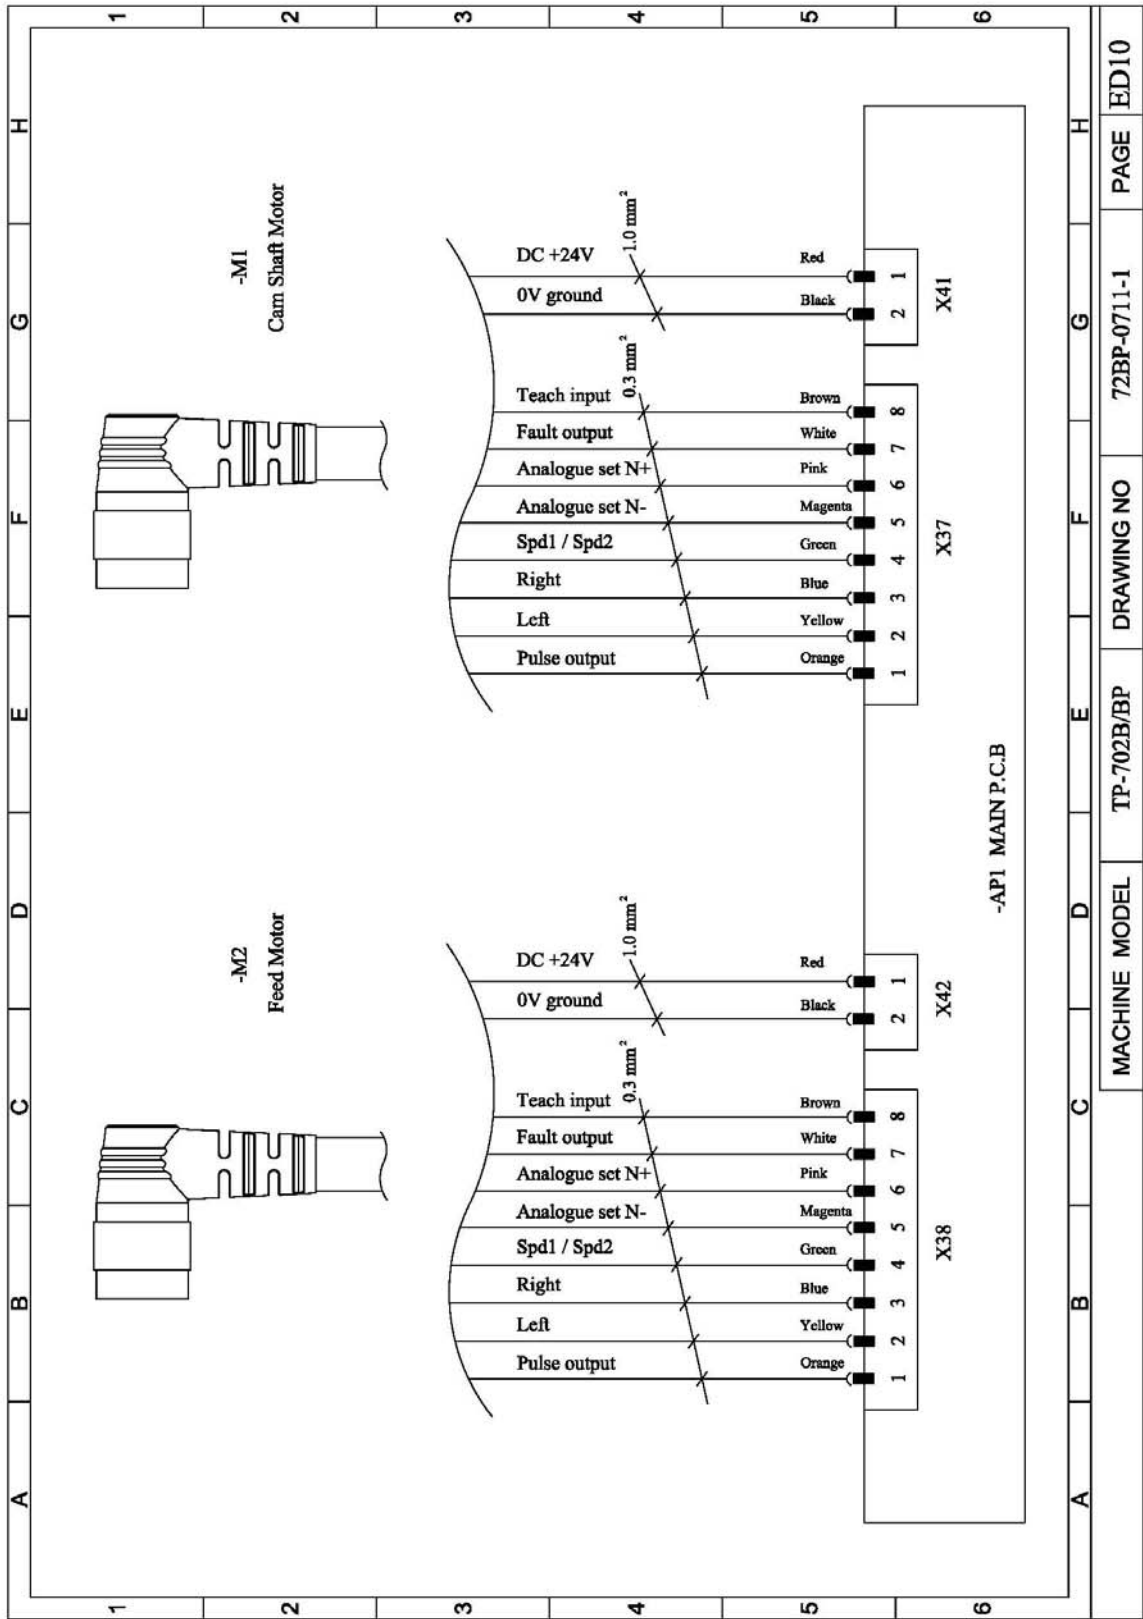 1
2
3
4
5
6
H
G
F
E
D
C
B
A
-M1
Cam Shaft Motor
DC +24V
0V ground
1.0 mm²
Red
Black
1
2
X41
Teach input
Fault output
Analogue set N+
Analogue set N-
Spd1 / Spd2
Right
Left
Pulse output
0.3 mm²
Brown
White
Pink
Magenta
Green
Blue
Yellow
Orange
8
7
6
5
4
3
2
1
X37
-M2
Feed Motor
DC +24V
0V ground
1.0 mm²
Red
Black
1
2
X42
Teach input
Fault output
Analogue set N+
Analogue set N-
Spd1 / Spd2
Right
Left
Pulse output
0.3 mm²
Brown
White
Pink
Magenta
Green
Blue
Yellow
Orange
8
7
6
5
4
3
2
1
X38
-AP1 MAIN P.C.B
H
G
F
E
D
C
B
A
1
2
3
4
5
6
MACHINE MODEL
TP-702B/BP
DRAWING NO
72BP-0711-1
PAGE
ED10